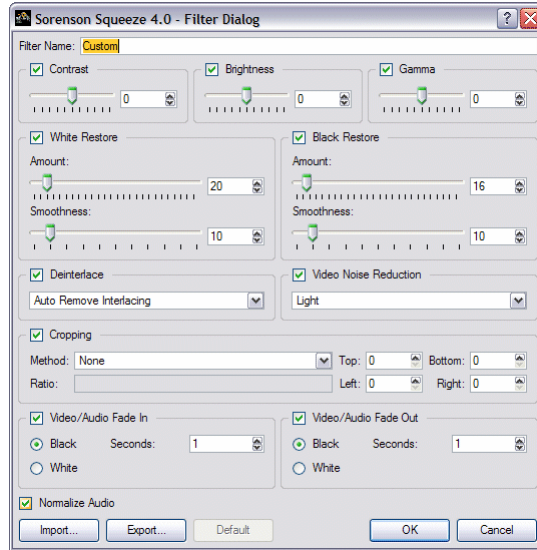 Sorenson Squeeze 4.0 - Filter Dialog
Filter Name: Custom
Contrast
Brightness
Gamma
0
0
0
White Restore
Black Restore
Amount:
Amount:
20
16
Smoothness:
Smoothness:
10
10
Deinterlace
Video Noise Reduction
Auto Remove Interlacing
Light
Cropping
Method: None Top: 0 Bottom: 0
Ratio: Left: 0 Right: 0
Video/Audio Fade In
Video/Audio Fade Out
Black Seconds: 1
Black Seconds: 1
White
White
Normalize Audio
Import... Export... Default OK Cancel